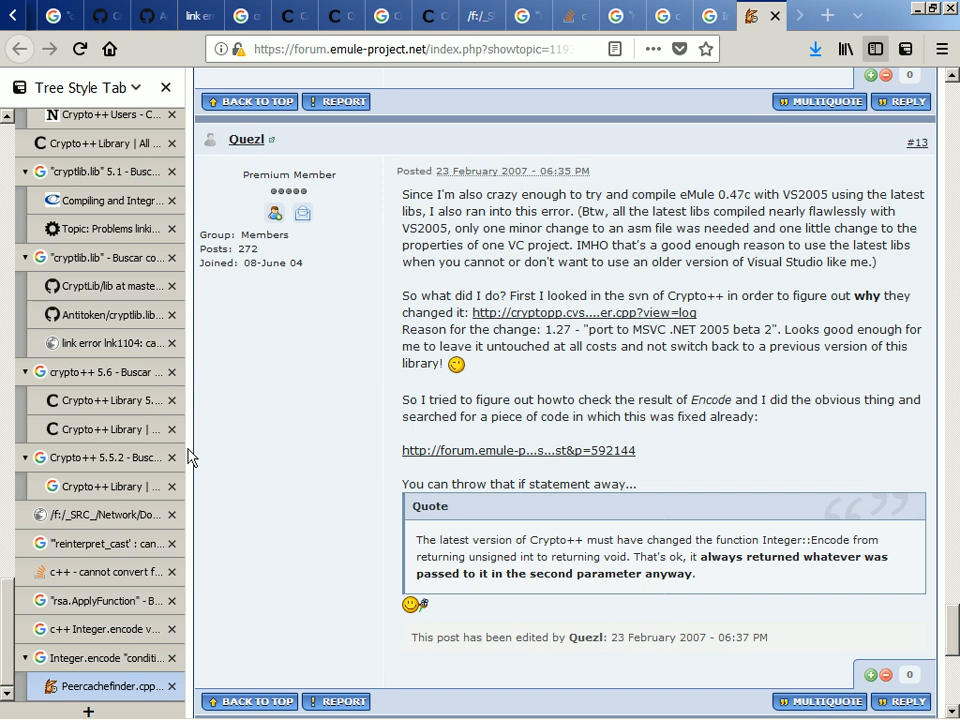 "c
C
link err
C
C
/f:/_S
"
c
"
c
In
https://forum.emule-project.net/index.php?showtopic=119
Tree Style Tab
Crypto++ Users - C...
Crypto++ Library | All ...
"cryptlib.lib" 5.1 - Busc...
Compiling and Integr...
Topic: Problems linki...
"cryptlib.lib" - Buscar co...
CryptLib/lib at maste...
Antitoken/cryptlib.lib...
link error lnk1104: ca...
crypto++ 5.6 - Buscar ...
Crypto++ Library 5....
Crypto++ Library | ...
Crypto++ 5.5.2 - Busc...
Crypto++ Library | ...
/f:/_SRC_/Network/Do...
"'reinterpret_cast' : can...
c++ - cannot convert f...
"rsa.ApplyFunction" - B...
c++ Integer.encode v...
Integer.encode "conditi...
Peercachefinder.cpp...
0
BACK TO TOP
REPORT
MULTIQUOTE
REPLY
Quezl
#13
Premium Member
Group: Members
Posts: 272
Joined: 08-June 04
Posted 23 February 2007 - 06:35 PM
Since I'm also crazy enough to try and compile eMule 0.47c with VS2005 using the latest
libs, I also ran into this error. (Btw, all the latest libs compiled nearly flawlessly with
VS2005, only one minor change to an asm file was needed and one little change to the
properties of one VC project. IMHO that's a good enough reason to use the latest libs
when you cannot or don't want to use an older version of Visual Studio like me.)
So what did I do? First I looked in the svn of Crypto++ in order to figure out why they
changed it: http://cryptopp.cvs....er.cpp?view=log
Reason for the change: 1.27 - "port to MSVC .NET 2005 beta 2". Looks good enough for
me to leave it untouched at all costs and not switch back to a previous version of this
library!
So I tried to figure out howto check the result of Encode and I did the obvious thing and
searched for a piece of code in which this was fixed already:
http://forum.emule-p...s...st&p=592144
You can throw that if statement away...
Quote
The latest version of Crypto++ must have changed the function Integer::Encode from
returning unsigned int to returning void. That's ok, it always returned whatever was
passed to it in the second parameter anyway.
This post has been edited by Quezl: 23 February 2007 - 06:37 PM
0
BACK TO TOP
REPORT
MULTIQUOTE
REPLY